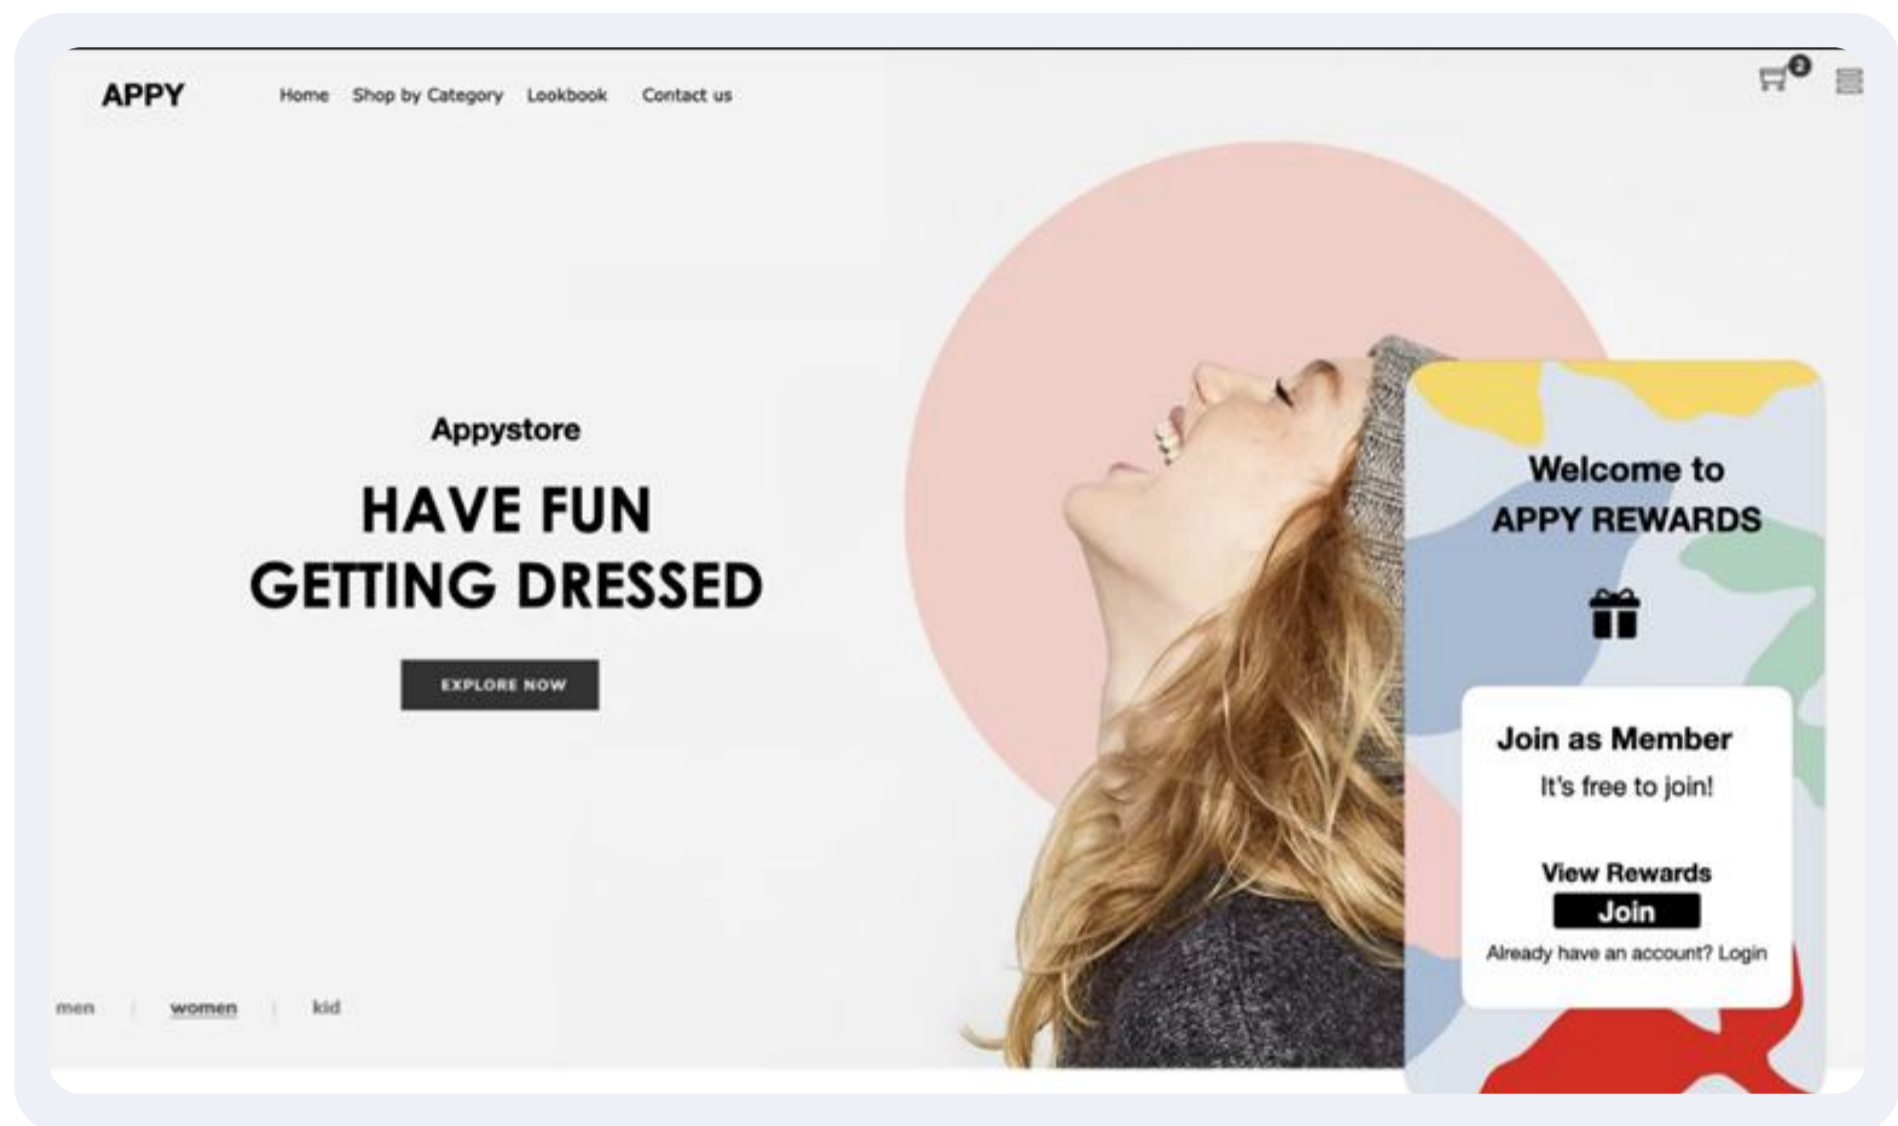 APPY
Home Shop by Category Lookbook Contact us
2
Appystore
HAVE FUN
GETTING DRESSED
EXPLORE NOW
men | women | kid
Welcome to
APPY REWARDS
Join as Member
It's free to join!
View Rewards
Join
Already have an account? Login